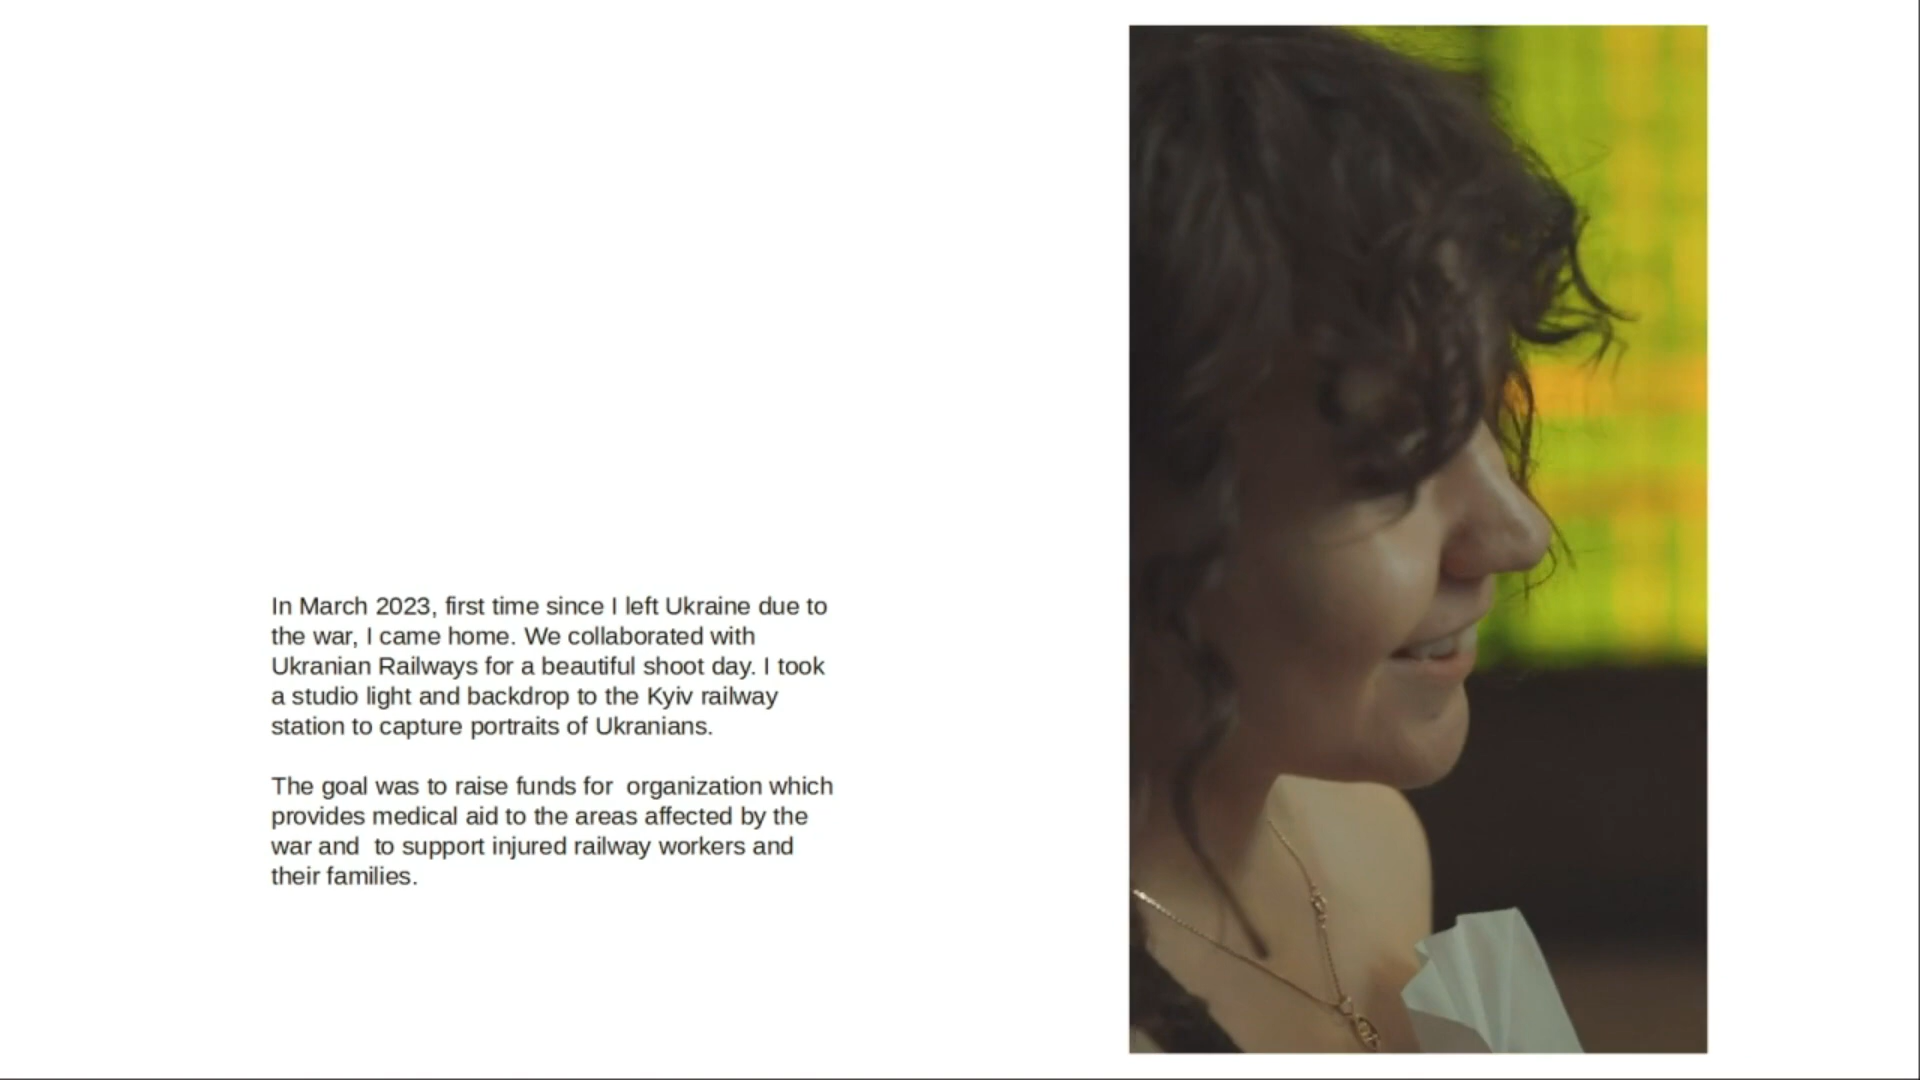 In March 2023, first time since I left Ukraine due to
the war, I came home. We collaborated with
Ukranian Railways for a beautiful shoot day. I took
a studio light and backdrop to the Kyiv railway
station to capture portraits of Ukranians.
The goal was to raise funds for  organization which
provides medical aid to the areas affected by the
war and  to support injured railway workers and
their families.